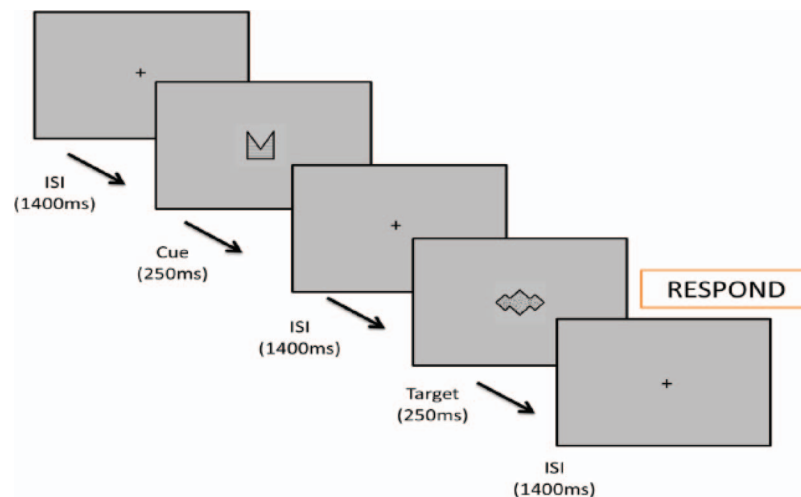 ISI
(1400ms)
Cue
(250ms)
ISI
(1400ms)
Target
(250ms)
RESPOND
ISI
(1400ms)